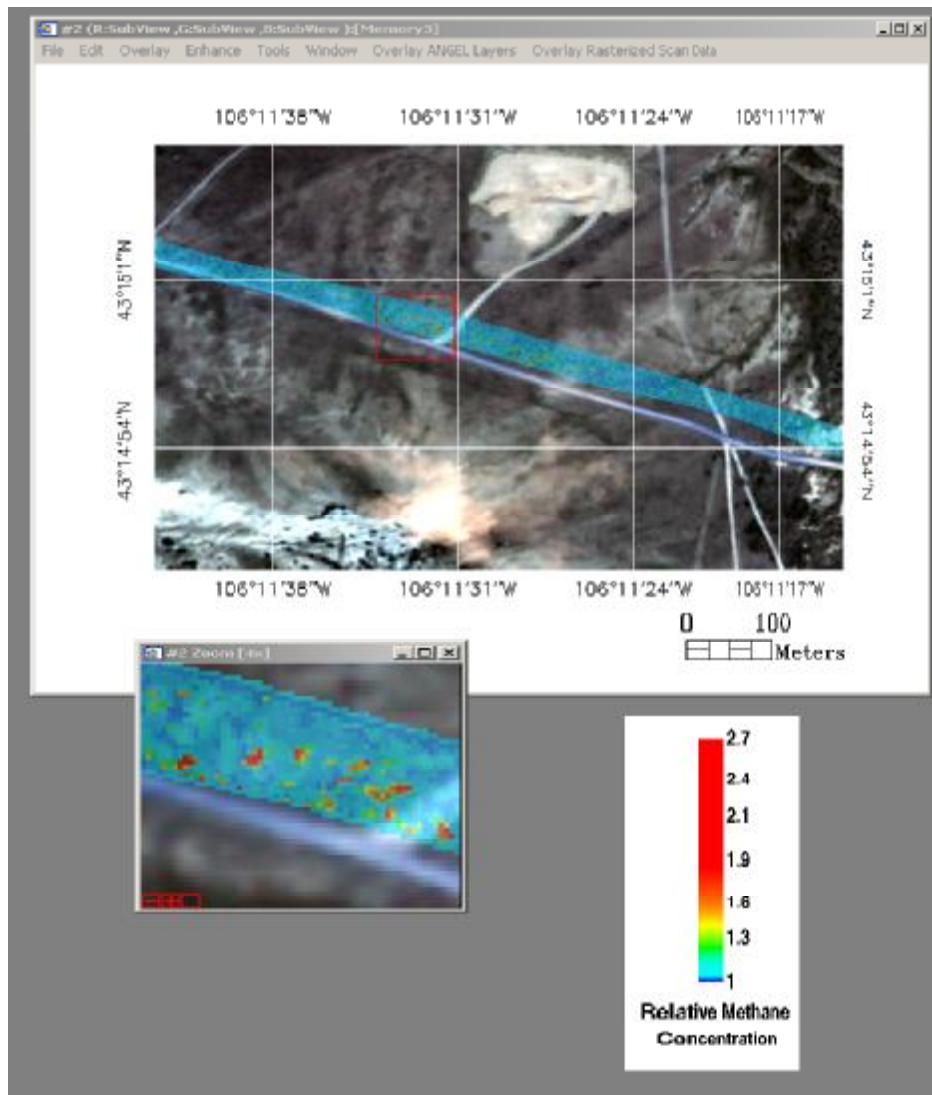 #2 (R:SubView ,G:SubView ,B:SubView ):[Memory3]
File Edit Overlay Enhance Tools Window Overlay ANGEL Layers Overlay Rasterized Scan Data
106°11'38"W 106°11'31"W 106°11'24"W 106°11'17"W
43°15'1"N
43°15'1"N
43°14'54"N
43°14'54"N
106°11'38"W 106°11'31"W 106°11'24"W 106°11'17"W
0 100
Meters
#2 Zoom [4x]
2.7
2.4
2.1
1.9
1.6
1.3
1
Relative Methane
Concentration